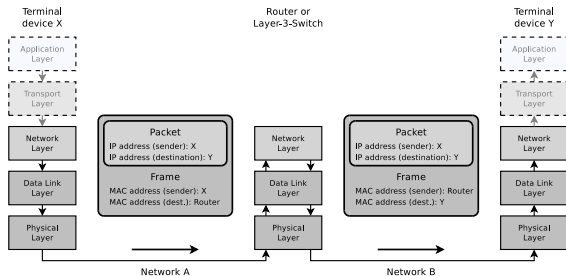 Terminal
device X
Router or
Layer-3-Switch
Terminal
device Y
Application
Layer
Transport
Layer
Network
Layer
Data Link
Layer
Physical
Layer
Packet
IP address (sender): X
IP address (destination): Y
Frame
MAC address (sender): X
MAC address (dest.): Router
Network
Layer
Data Link
Layer
Physical
Layer
Packet
IP address (sender): X
IP address (destination): Y
Frame
MAC address (sender): Router
MAC address (dest.): Y
Application
Layer
Transport
Layer
Network
Layer
Data Link
Layer
Physical
Layer
Network A
Network B